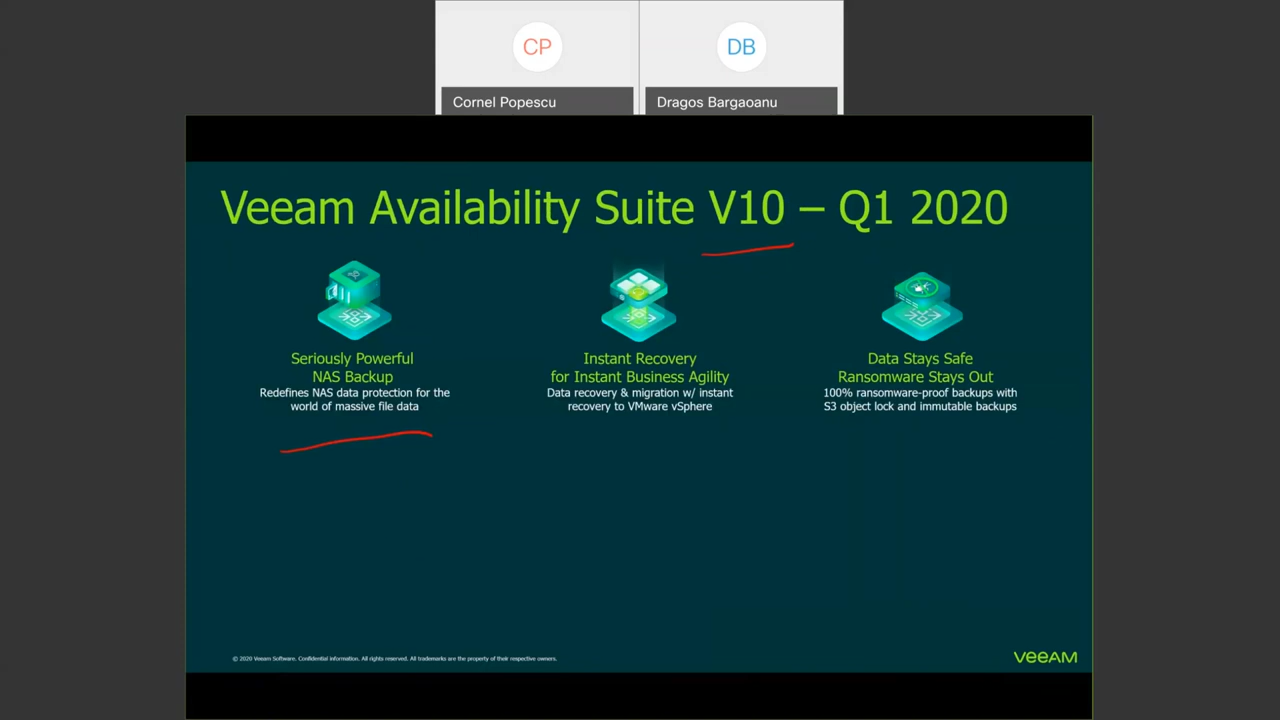 CP
DB
Cornel Popescu
Dragos Bargaoanu
Veeam Availability Suite V10 – Q1 2020
Seriously Powerful
NAS Backup
Redefines NAS data protection for the
world of massive file data
Instant Recovery
for Instant Business Agility
Data recovery & migration w/ instant
recovery to VMware vSphere
Data Stays Safe
Ransomware Stays Out
100% ransomware-proof backups with
S3 object lock and immutable backups
© 2020 Veeam Software. Confidential information. All rights reserved. All trademarks are the property of their respective owners.
veeAM